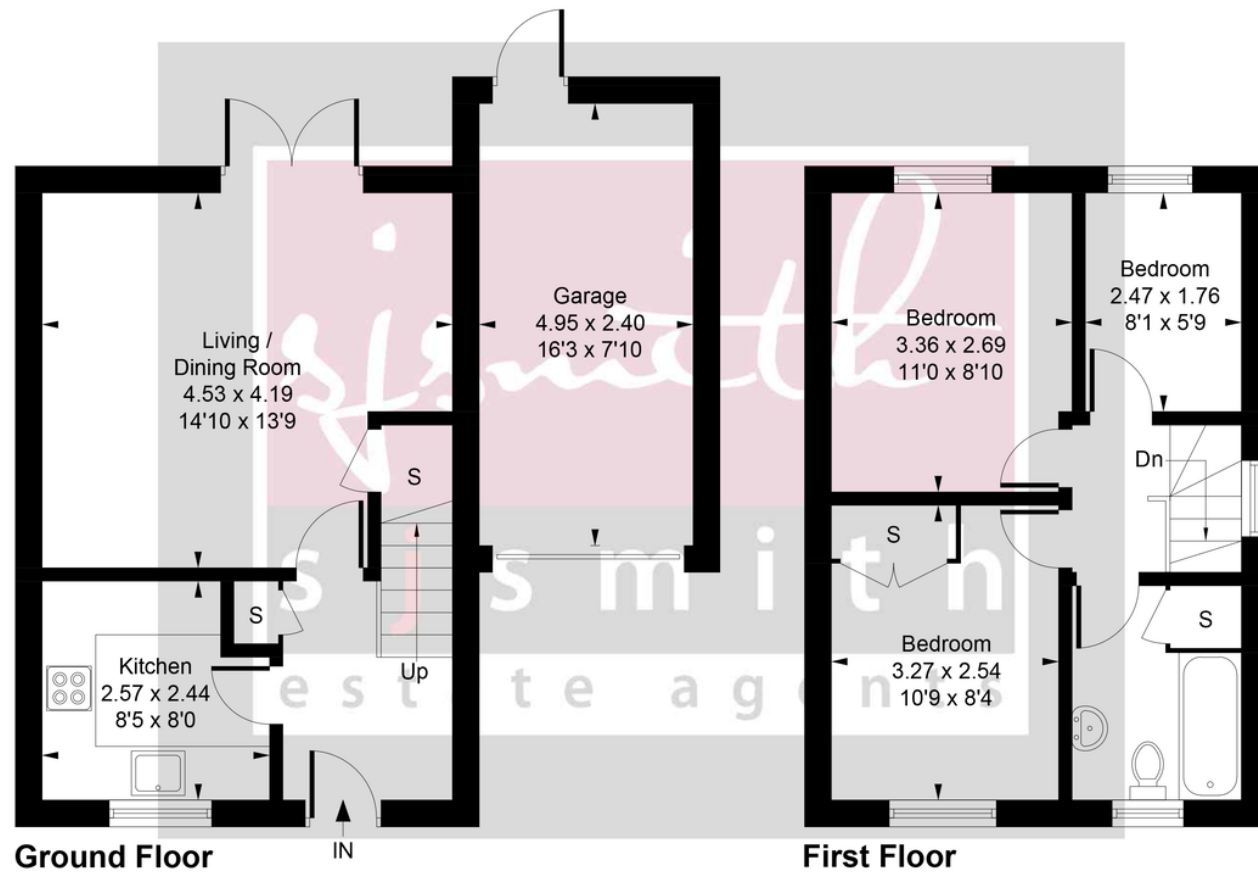 Living /
Dining Room
4.53 x 4.19
14'10 x 13'9
Garage
4.95 x 2.40
16'3 x 7'10
S
S
Kitchen
2.57 x 2.44
8'5 x 8'0
Up
IN
Ground Floor
Bedroom
3.36 x 2.69
11'0 x 8'10
Bedroom
2.47 x 1.76
8'1 x 5'9
Dn
S
Bedroom
3.27 x 2.54
10'9 x 8'4
S
First Floor
sjsmith
sjsmith
estate agents